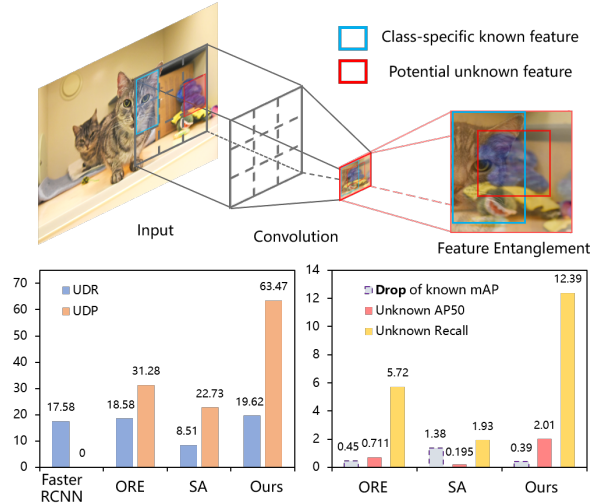 Class-specific known feature
Potential unknown feature
Input
Convolution
Feature Entanglement
70
60
50
40
30
20
10
0
UDR
UDP
17.58
0
18.58
31.28
8.51
22.73
19.62
63.47
Faster
RCNN
ORE
SA
Ours
14
12
10
8
6
4
2
0
Drop of known mAP
Unknown AP50
Unknown Recall
0.45
0.711
5.72
1.38
0.195
1.93
0.39
2.01
12.39
ORE
SA
Ours